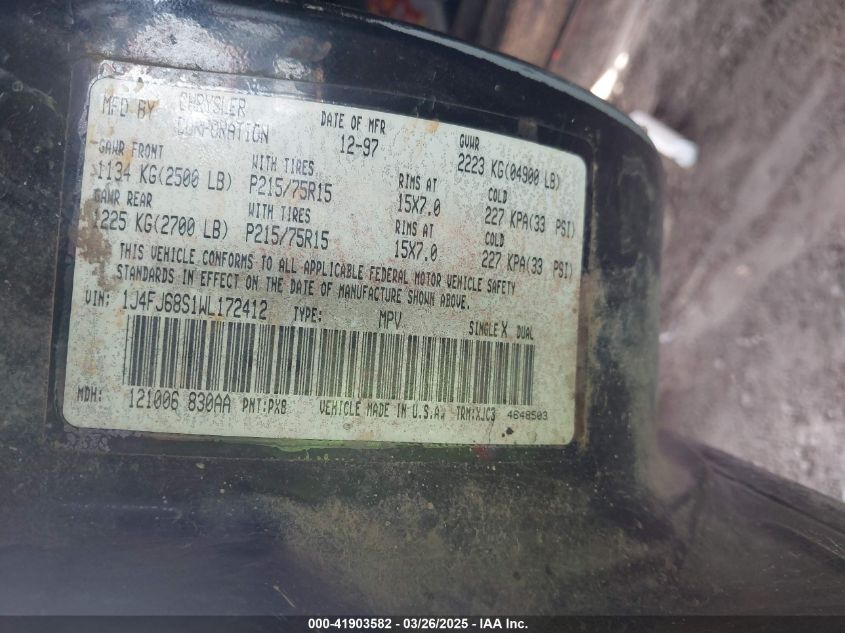 MFD BY CHRYSLER CORPORATION DATE OF MFR 12-97 GVWR 2223 KG(04900 LB)
GAWR FRONT WITH TIRES RIMS AT COLD
1134 KG(2500 LB) P215/75R15 15X7.0 227 KPA(33 PSI)
GAWR REAR WITH TIRES RIMS AT COLD
1225 KG(2700 LB) P215/75R15 15X7.0 227 KPA(33 PSI)
THIS VEHICLE CONFORMS TO ALL APPLICABLE FEDERAL MOTOR VEHICLE SAFETY
STANDARDS IN EFFECT ON THE DATE OF MANUFACTURE SHOWN ABOVE.
VIN: 1J4FJ68S1WL172412 TYPE: MPV SINGLE X DUAL
MDH: 121006 830AA PNT:PX8 VEHICLE MADE IN U.S.A. TRM:XJC3 4648503
000-41903582 / 03/26/2025 - IAA Inc.